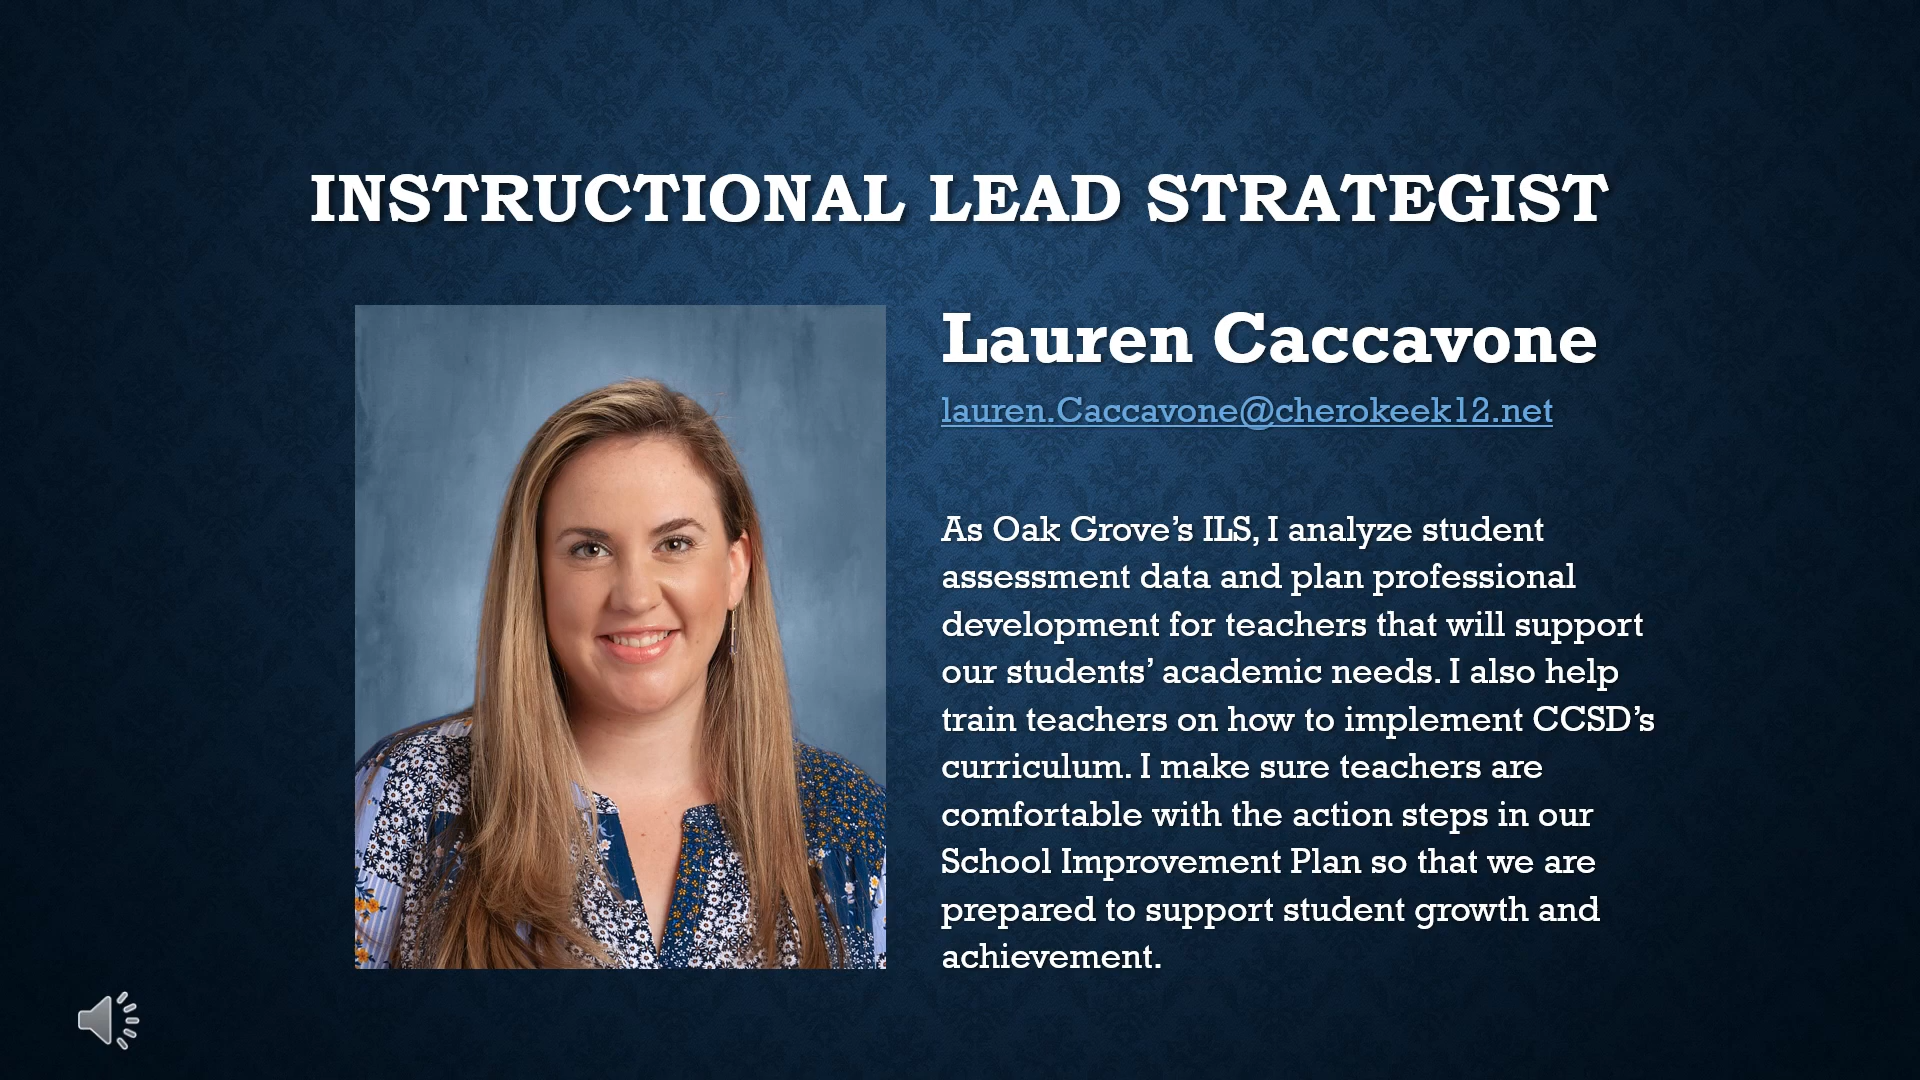 INSTRUCTIONAL LEAD STRATEGIST
Lauren Caccavone
lauren.Caccavone@cherokeek12.net
As Oak Grove’s ILS, I analyze student
assessment data and plan professional
development for teachers that will support
our students’ academic needs. I also help
train teachers on how to implement CCSD’s
curriculum. I make sure teachers are
comfortable with the action steps in our
School Improvement Plan so that we are
prepared to support student growth and
achievement.